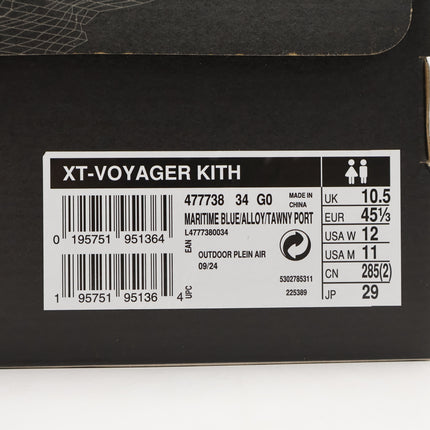 XT-VOYAGER KITH
477738 34 G0 MADE IN CHINA
MARITIME BLUE/ALLOY/TAWNY PORT
L4777380034
EAN
0 195751 951364
OUTDOOR PLEIN AIR
09/24
5302785311
225389
UPC
1 95751 95136 4
UK 10.5
EUR 45⅓
USA W 12
USA M 11
CN 285(2)
JP 29